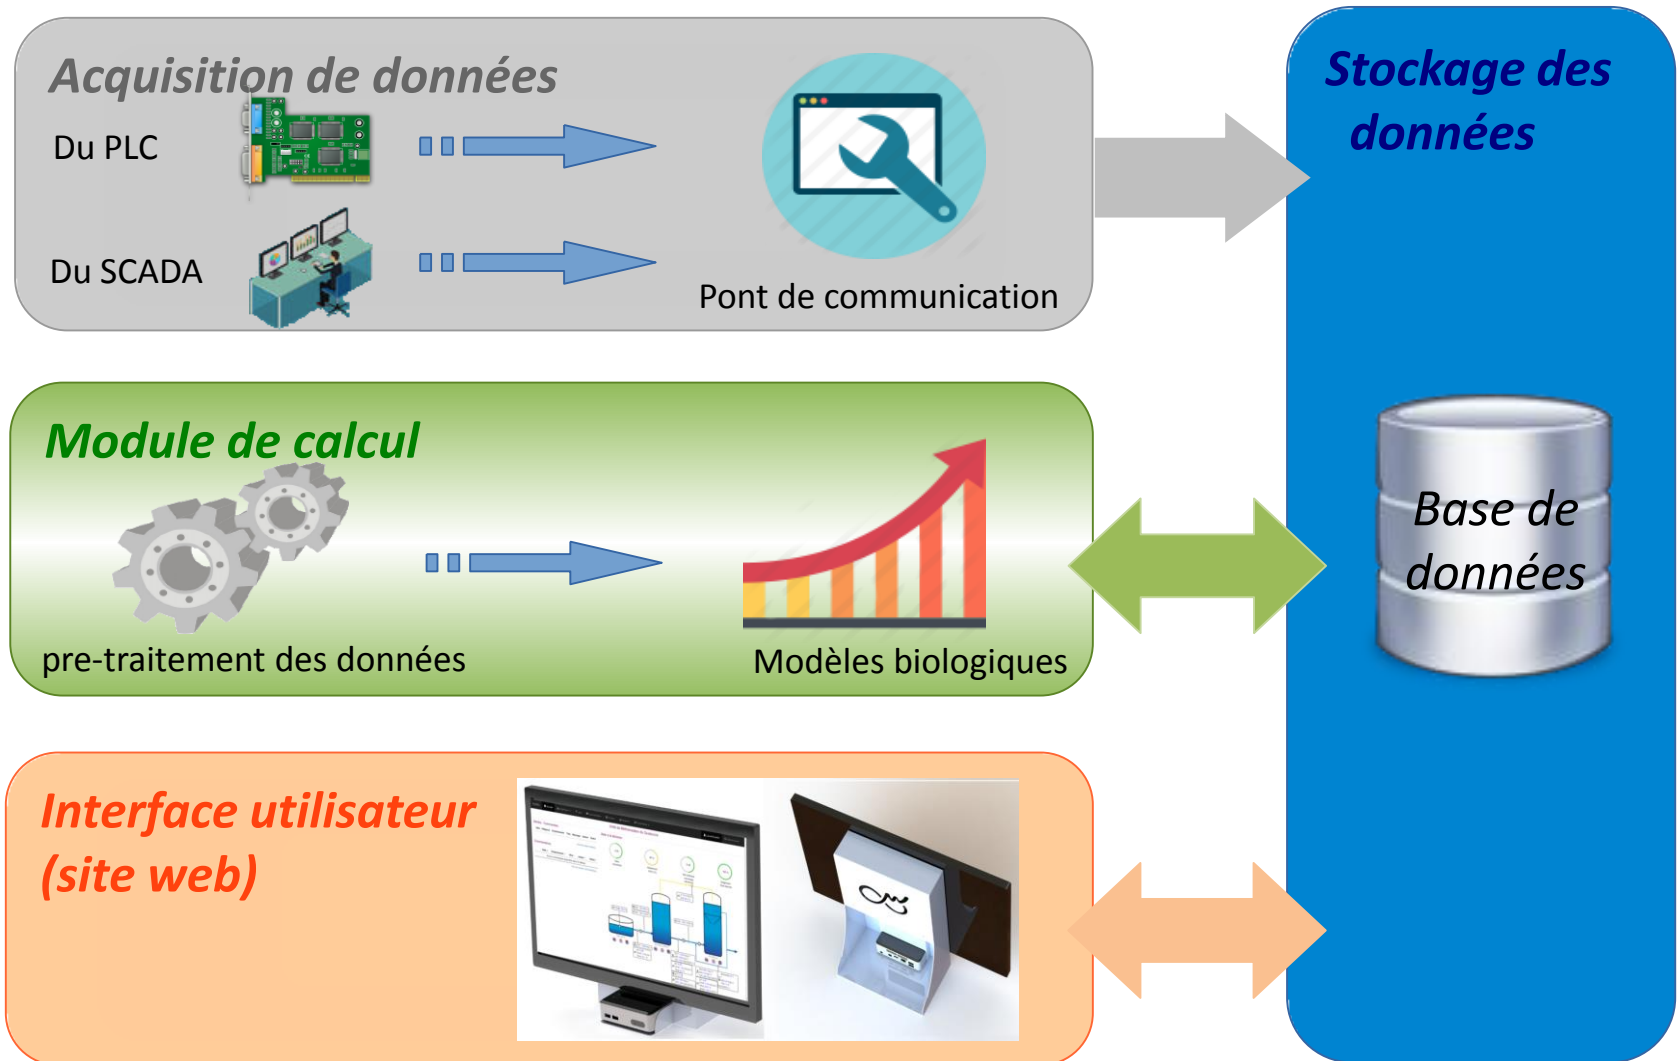 Acquisition de données
Du PLC
Du SCADA
Pont de communication
Stockage des
données
Module de calcul
pre-traitement des données
Modèles biologiques
Base de
données
Interface utilisateur
(site web)